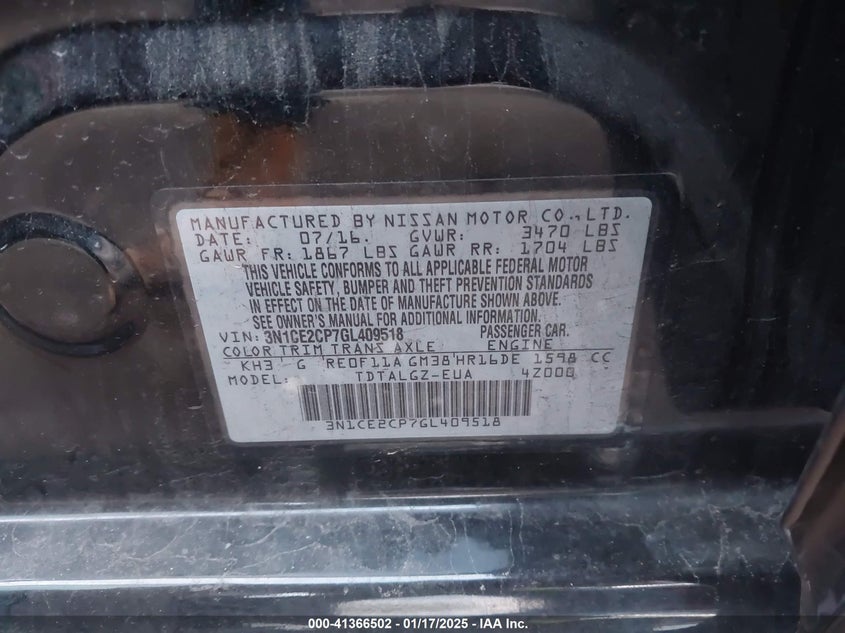 MANUFACTURED BY NISSAN MOTOR CO.,LTD.
DATE: 07/16. GVWR: 3470 LBS
GAWR FR: 1867 LBS GAWR RR: 1704 LBS
THIS VEHICLE CONFORMS TO ALL APPLICABLE FEDERAL MOTOR
VEHICLE SAFETY, BUMPER AND THEFT PREVENTION STANDARDS
IN EFFECT ON THE DATE OF MANUFACTURE SHOWN ABOVE.
SEE OWNER'S MANUAL FOR ADDITIONAL INFORMATION.
VIN: 3N1CE2CP7GL409518 PASSENGER CAR.
COLOR TRIM TRANS AXLE ENGINE
KH3 G RE0F11A GM38 HR16DE 1598 CC
MODEL: TDTALGZ-EUA 4Z000
3N1CE2CP7GL409518
000-41366502 — 01/17/2025 — IAA Inc.